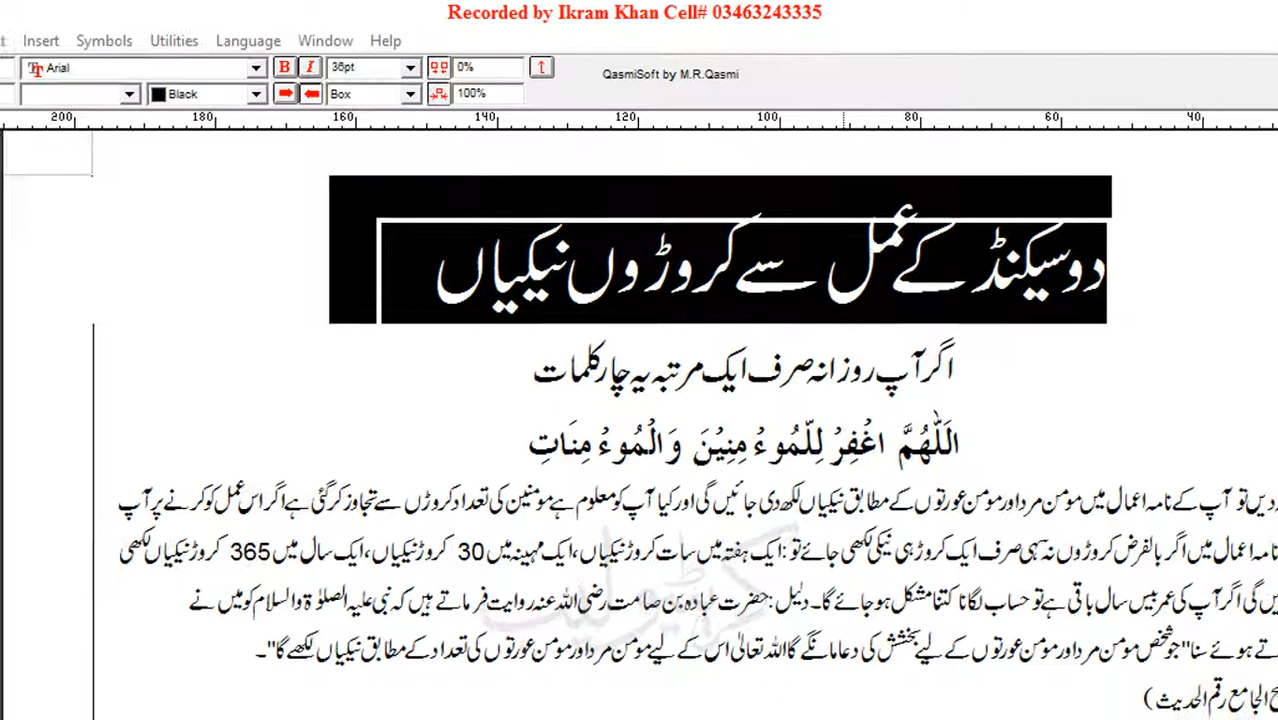 Recorded by Ikram Khan Cell# 03463243335
Insert Symbols Utilities Language Window Help
Arial B I 36pt 0% QasmiSoft by M.R.Qasmi
Black Box 100%
200 180 160 140 120 100 80 60 40
دو سیکنڈ کے عمل سے کروڑوں نیکیاں
اگر آپ روزانہ صرف ایک مرتبہ یہ چار کلمات
اَللّٰھُمَّ اغْفِرْ لِلْمُوءْ مِنِیْنَ وَالْمُوءْ مِنَاتِ
دیں تو آپ کے نامہ اعمال میں مومن مرد اور مومن عورتوں کے مطابق نیکیاں لکھ دی جائیں گی اور کیا آپ کو معلوم ہے مومنین کی تعداد کروڑں سے تجاوز کر گئی ہے اگر اس عمل کو کرنے پر آپ
نامہ اعمال میں اگر بالفرض کروڑوں نہ سہی صرف ایک کروڑ ہی نیکی لکھی جائے تو: ایک ہفتہ میں سات کروڑ نیکیاں، ایک مہینہ میں 30 کروڑ نیکیاں، ایک سال میں 365 کروڑ نیکیاں لکھی
گی اگر آپ کی عمر بیس سال باقی ہے تو حساب لگانا کتنا مشکل ہو جائے گا۔ دلیل: حضرت عبادہ بن صامت رضی اللہ عنہ روایت فرماتے ہیں کہ نبی علیہ الصلوٰۃ والسلام کو میں نے
ہوئے سنا "جو شخص مومن مرد اور مومن عورتوں کے لیے بخشش کی دعا مانگے گا اللہ تعالیٰ اس کے لیے مومن مرد اور مومن عورتوں کی تعداد کے مطابق نیکیاں لکھے گا"۔
الجامع رقم الحدیث)